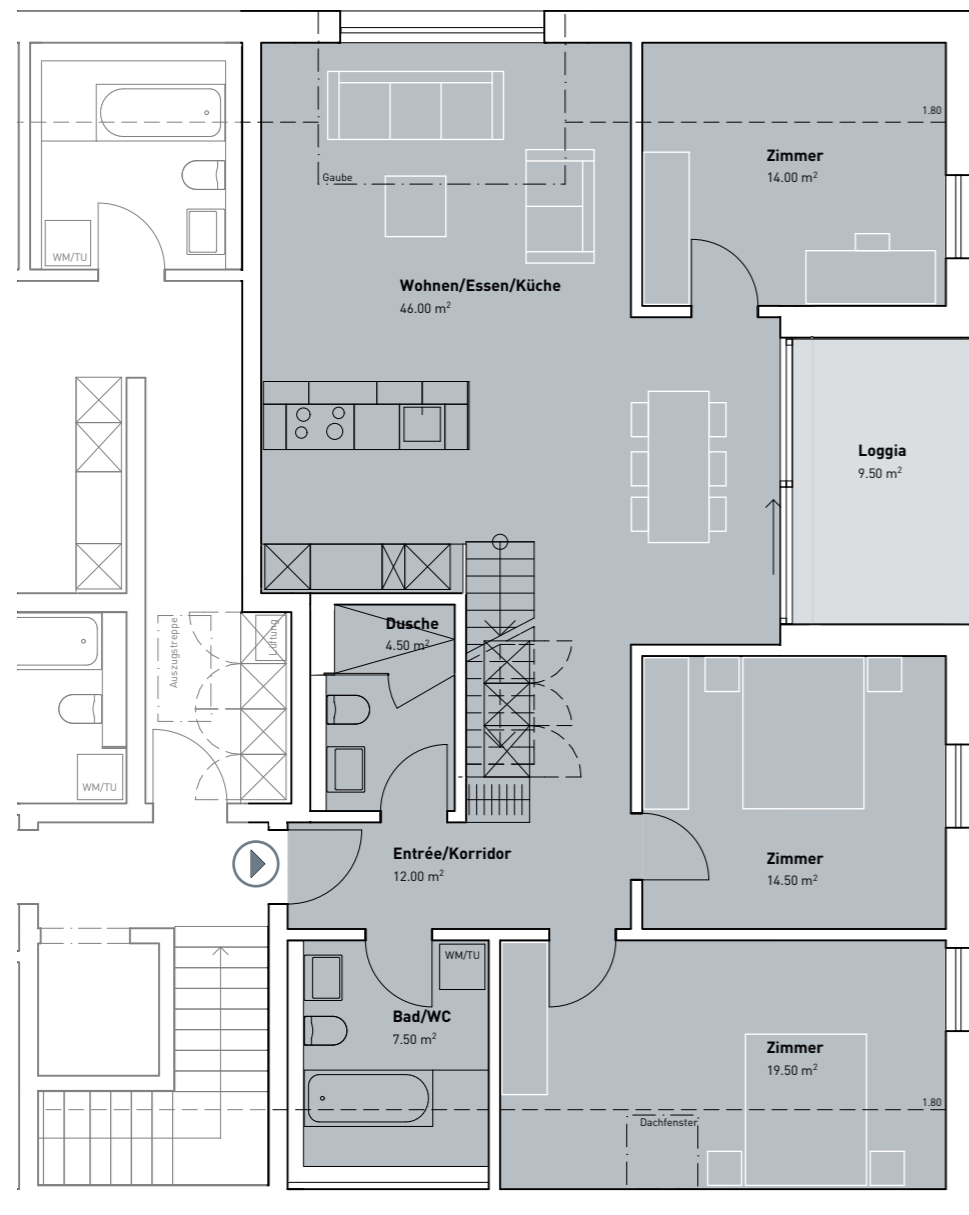 1.80
Zimmer
14.00 m²
Gaube
WM/TU
Wohnen/Essen/Küche
46.00 m²
Loggia
9.50 m²
Dusche
4.50 m²
Lüftung
Auszugstreppe
WM/TU
Entrée/Korridor
12.00 m²
Zimmer
14.50 m²
WM/TU
Bad/WC
7.50 m²
Zimmer
19.50 m²
1.80
Dachfenster